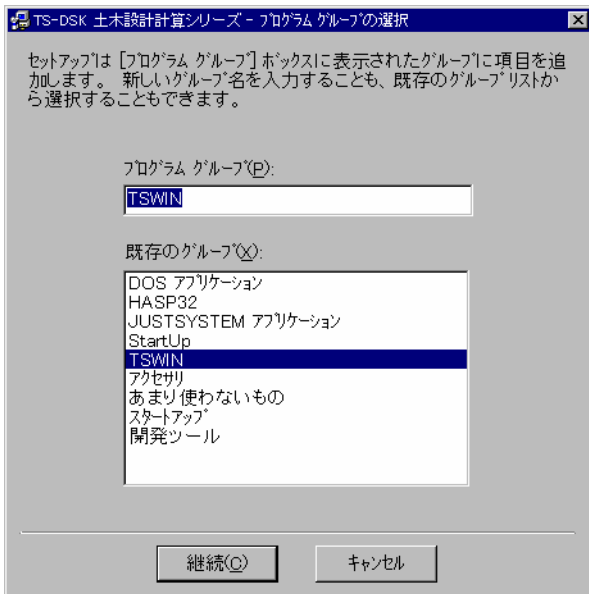 TS-DSK 土木設計計算シリーズ - ﾌﾟﾛｸﾞﾗﾑ ｸﾞﾙｰﾌﾟの選択
ｾｯﾄｱｯﾌﾟは [ﾌﾟﾛｸﾞﾗﾑ ｸﾞﾙｰﾌﾟ] ﾎﾞｯｸｽに表示されたｸﾞﾙｰﾌﾟに項目を追
加します。 新しいｸﾞﾙｰﾌﾟ名を入力することも、既存のｸﾞﾙｰﾌﾟﾘｽﾄか
ら選択することもできます。
ﾌﾟﾛｸﾞﾗﾑ ｸﾞﾙｰﾌﾟ(P):
TSWIN
既存のｸﾞﾙｰﾌﾟ(X):
DOS ｱﾌﾟﾘｹｰｼｮﾝ
HASP32
JUSTSYSTEM ｱﾌﾟﾘｹｰｼｮﾝ
StartUp
TSWIN
ｱｸｾｻﾘ
あまり使わないもの
ｽﾀｰﾄｱｯﾌﾟ
開発ツール
継続(C)
ｷｬﾝｾﾙ